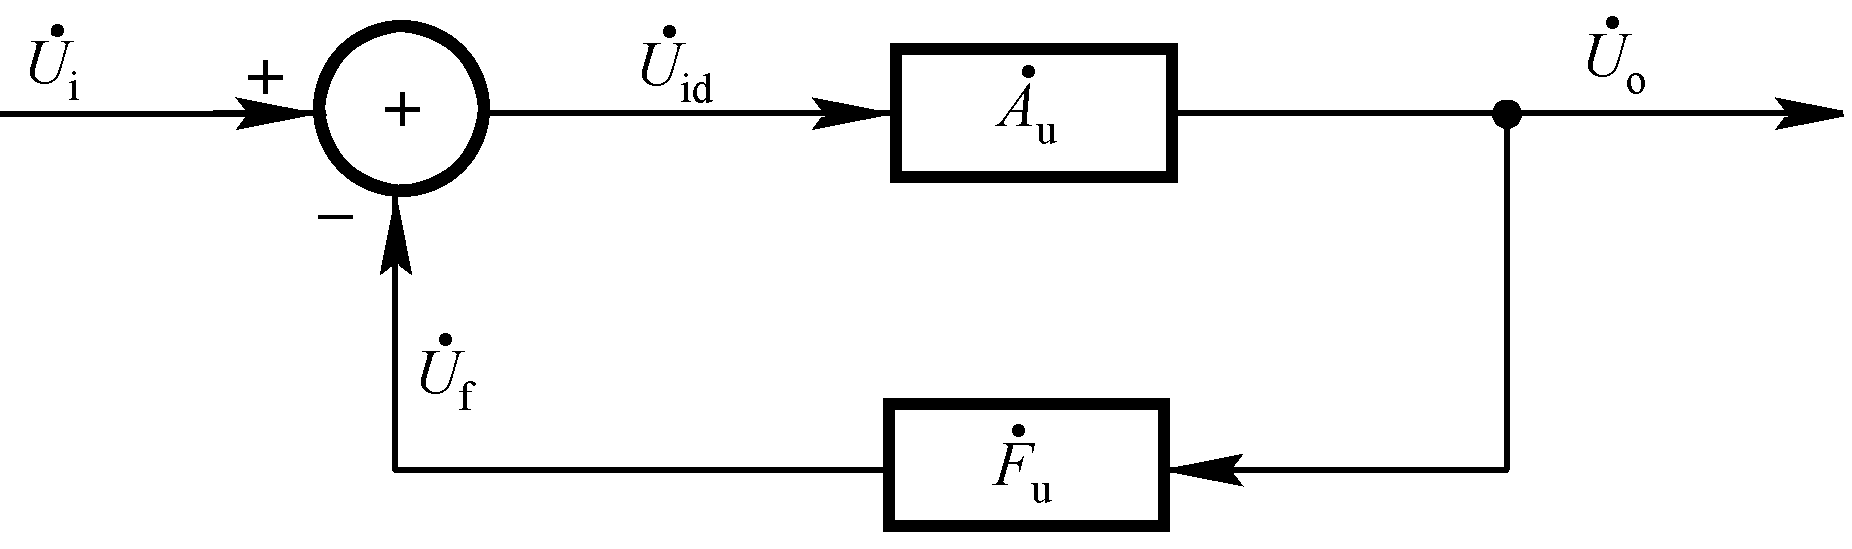 U̇i + + U̇id Ȧu U̇o
−
U̇f
Ḟu